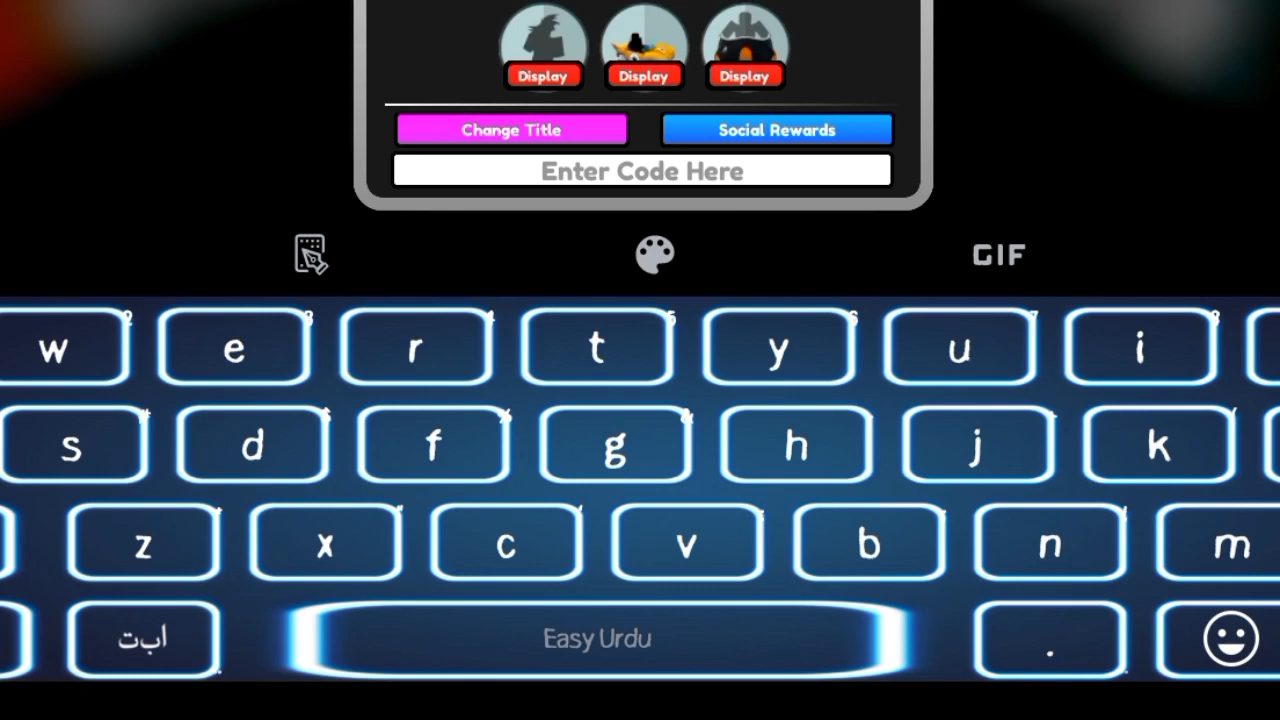 Display Display Display
Change Title Social Rewards
Enter Code Here
GIF
w e r t y u i
s d f g h j k
z x c v b n m
ابت Easy Urdu .